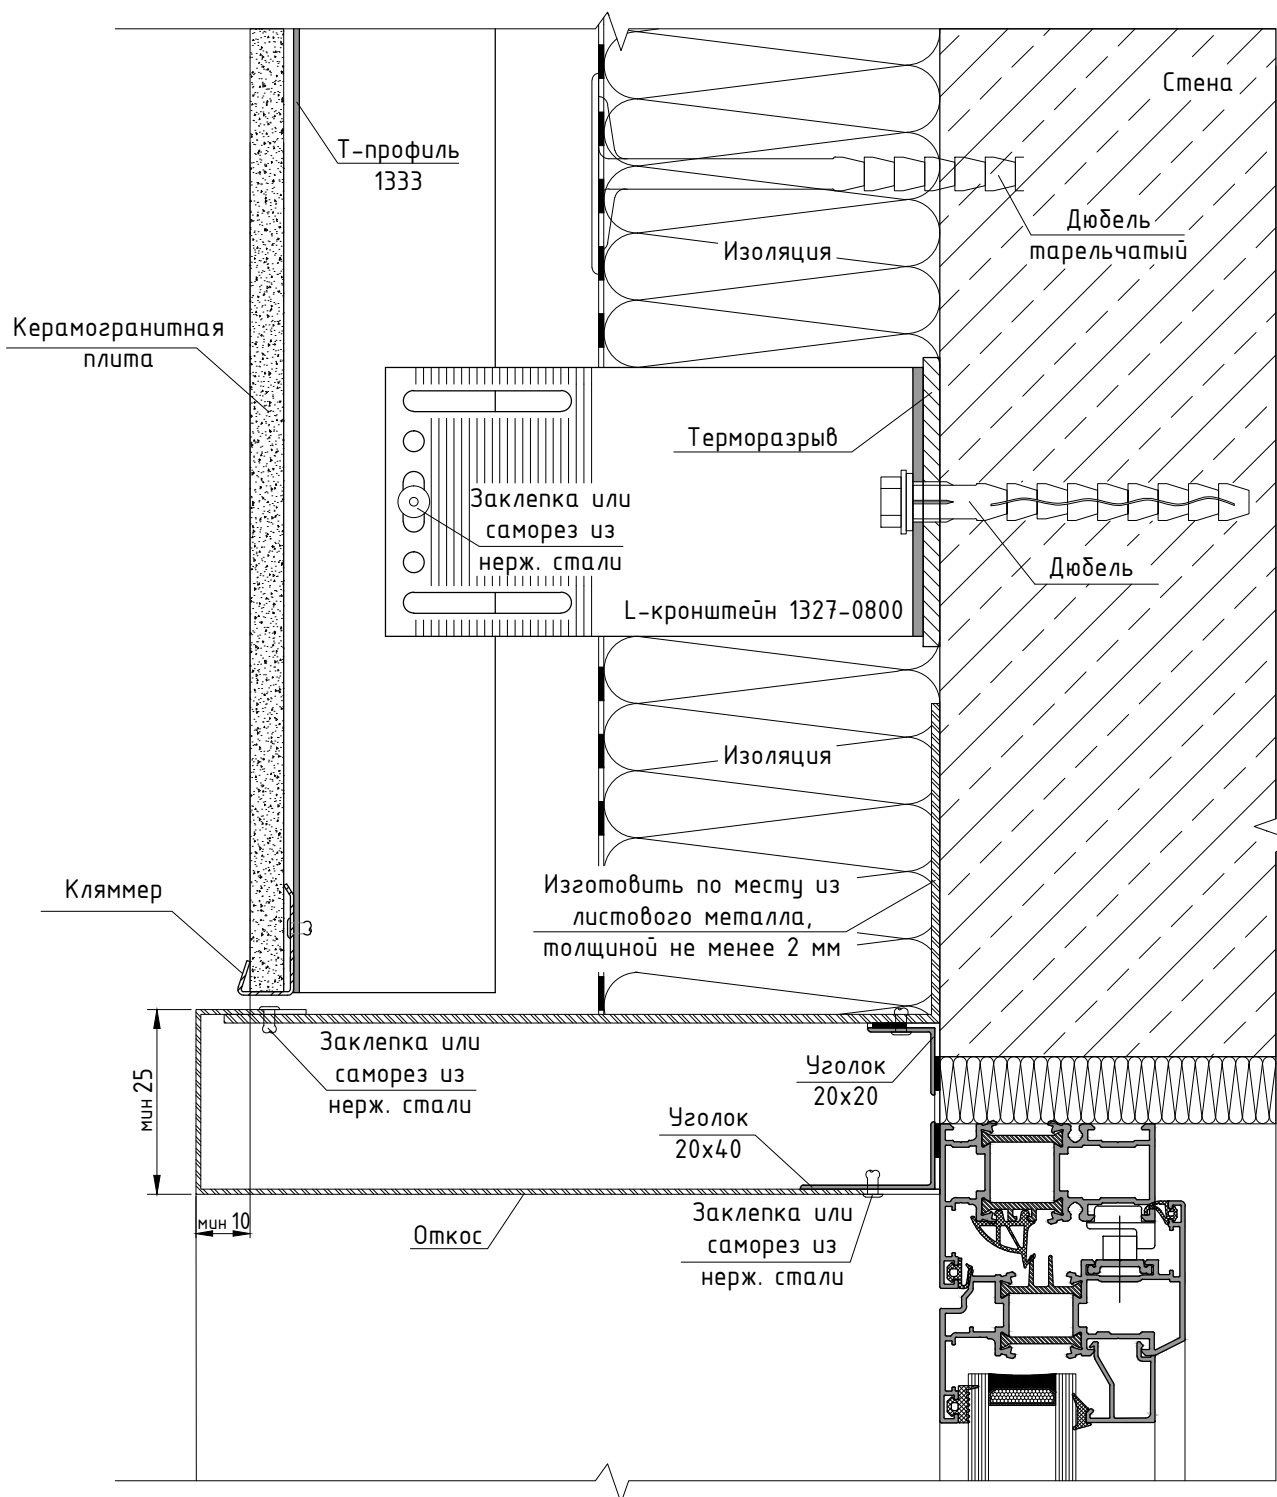 Стена
Т-профиль
1333
Дюбель
тарельчатый
Изоляция
Керамогранитная
плита
Терморазрыв
Заклепка или
саморез из
нерж. стали
Дюбель
L-кронштейн 1327-0800
Изоляция
Кляммер
Изготовить по месту из
листового металла,
толщиной не менее 2 мм
Заклепка или
саморез из
нерж. стали
Уголок
20х20
мин 25
Уголок
20х40
мин 10
Откос
Заклепка или
саморез из
нерж. стали